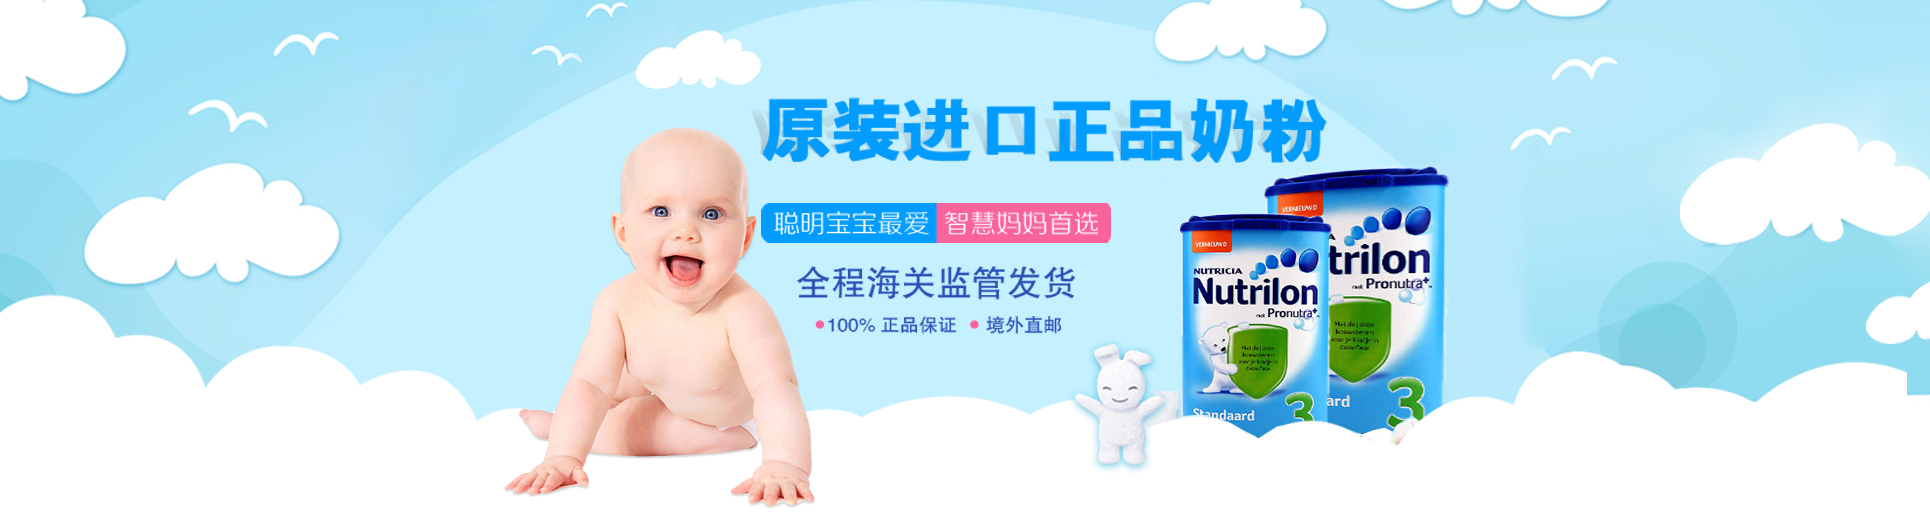 原装进口正品奶粉
聪明宝宝最爱 智慧妈妈首选
全程海关监管发货
•100% 正品保证 • 境外直邮
VERNIEUWD
NUTRICIA
Nutrilon
met Pronutra+
Standaard
3
VERNIEUWD
trilon
met Pronutra+
ard
3